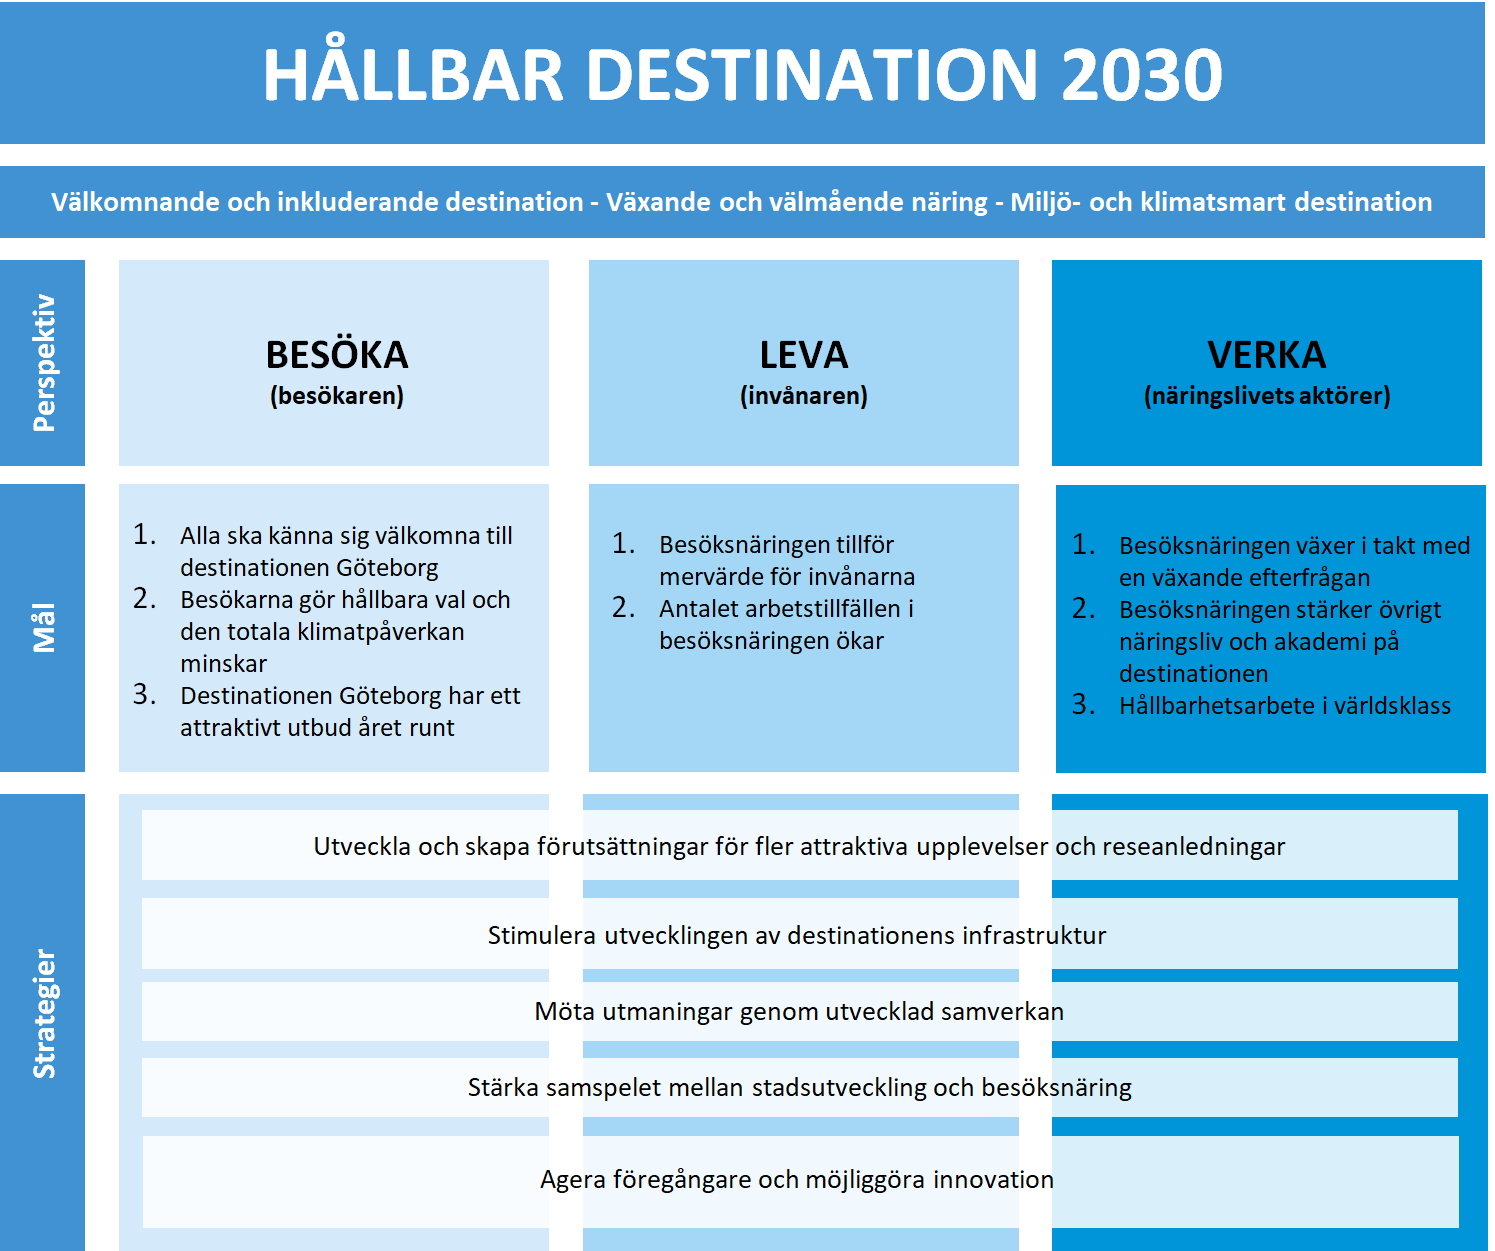 HÅLLBAR DESTINATION 2030
Välkomnande och inkluderande destination - Växande och välmående näring - Miljö- och klimatsmart destination
Perspektiv
BESÖKA
(besökaren)
LEVA
(invånaren)
VERKA
(näringslivets aktörer)
Mål
1. Alla ska känna sig välkomna till
destinationen Göteborg
2. Besökarna gör hållbara val och
den totala klimatpåverkan
minskar
3. Destinationen Göteborg har ett
attraktivt utbud året runt
1. Besöksnäringen tillför
mervärde för invånarna
2. Antalet arbetstillfällen i
besöksnäringen ökar
1. Besöksnäringen växer i takt med
en växande efterfrågan
2. Besöksnäringen stärker övrigt
näringsliv och akademi på
destinationen
3. Hållbarhetsarbete i världsklass
Strategier
Utveckla och skapa förutsättningar för fler attraktiva upplevelser och reseanledningar
Stimulera utvecklingen av destinationens infrastruktur
Möta utmaningar genom utvecklad samverkan
Stärka samspelet mellan stadsutveckling och besöksnäring
Agera föregångare och möjliggöra innovation